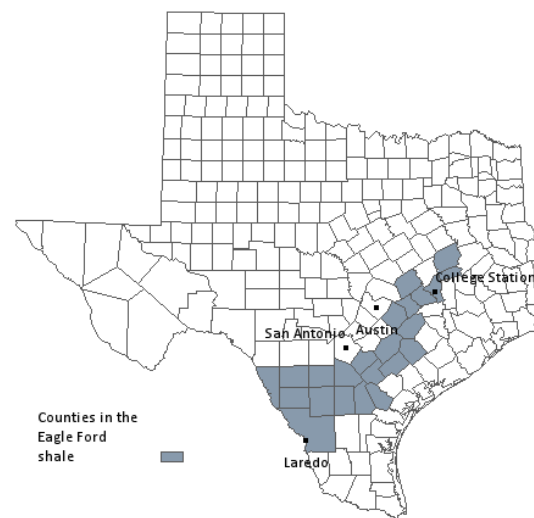 College Station
Austin
San Antonio
Counties in the
Eagle Ford
shale
Laredo